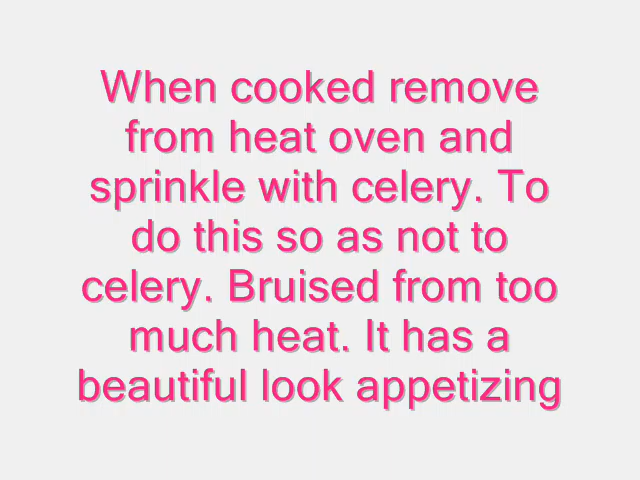 When cooked remove
from heat oven and
sprinkle with celery. To
do this so as not to
celery. Bruised from too
much heat. It has a
beautiful look appetizing